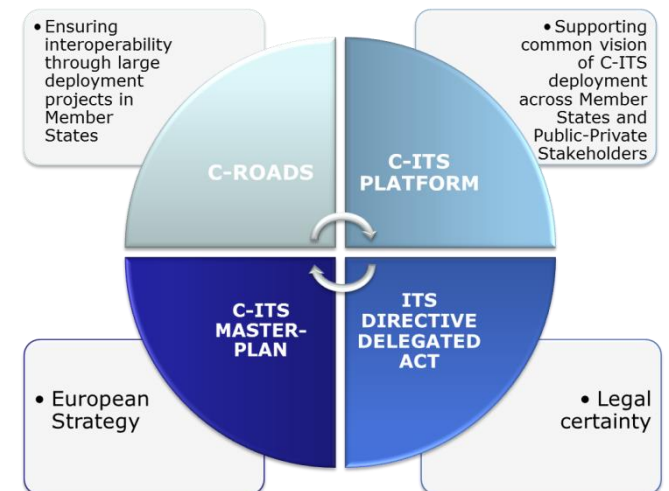 • Ensuring
interoperability
through large
deployment
projects in
Member
States
• Supporting
common vision
of C-ITS
deployment
across Member
States and
Public-Private
Stakeholders
C-ROADS
C-ITS
PLATFORM
C-ITS
MASTER-
PLAN
ITS
DIRECTIVE
DELEGATED
ACT
• European
Strategy
• Legal
certainty